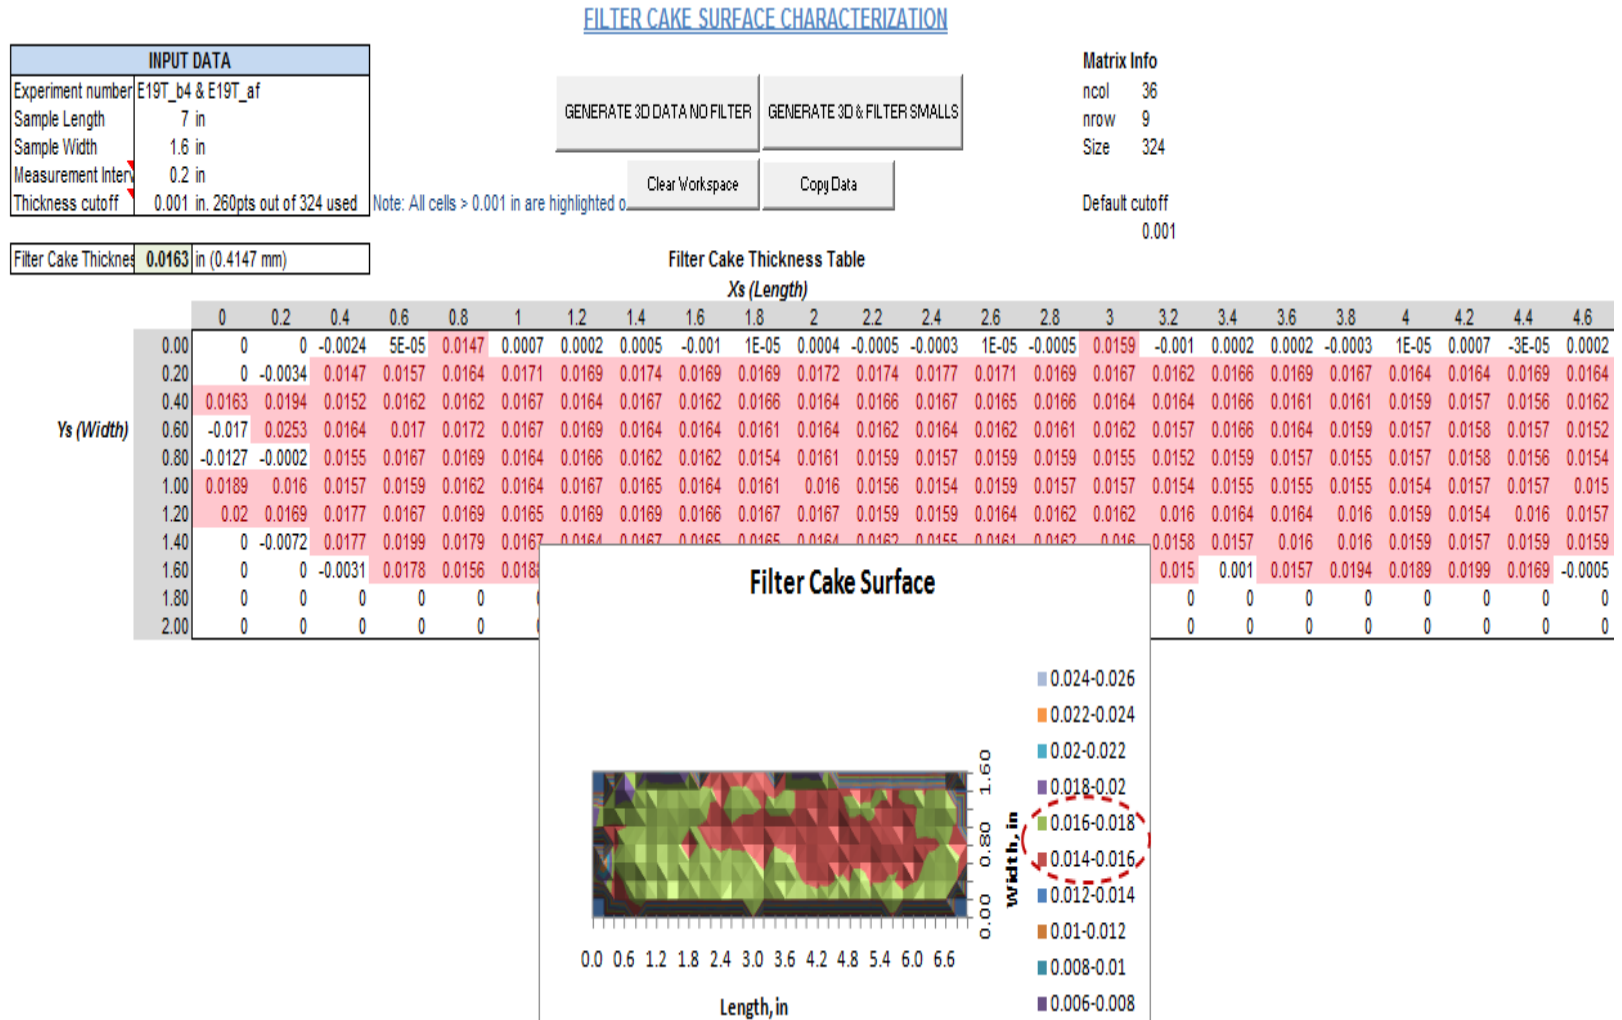 FILTER CAKE SURFACE CHARACTERIZATION
INPUT DATA
Experiment number E19T_b4 & E19T_af
Sample Length 7 in
Sample Width 1.6 in
Measurement Interv 0.2 in
Thickness cutoff 0.001 in. 260pts out of 324 used Note: All cells > 0.001 in are highlighted o
GENERATE 3D DATA NO FILTER GENERATE 3D & FILTER SMALLS
Clear Workspace Copy Data
Matrix Info
ncol 36
nrow 9
Size 324
Default cutoff
0.001
Filter Cake Thicknes 0.0163 in (0.4147 mm)
Filter Cake Thickness Table
Xs (Length)
0 0.2 0.4 0.6 0.8 1 1.2 1.4 1.6 1.8 2 2.2 2.4 2.6 2.8 3 3.2 3.4 3.6 3.8 4 4.2 4.4 4.6
0.00 0 0 -0.0024 5E-05 0.0147 0.0007 0.0002 0.0005 -0.001 1E-05 0.0004 -0.0005 -0.0003 1E-05 -0.0005 0.0159 -0.001 0.0002 0.0002 -0.0003 1E-05 0.0007 -3E-05 0.0002
0.20 0 -0.0034 0.0147 0.0157 0.0164 0.0171 0.0169 0.0174 0.0169 0.0169 0.0172 0.0174 0.0177 0.0171 0.0169 0.0167 0.0162 0.0166 0.0169 0.0167 0.0164 0.0164 0.0169 0.0164
0.40 0.0163 0.0194 0.0152 0.0162 0.0162 0.0167 0.0164 0.0167 0.0162 0.0166 0.0164 0.0166 0.0167 0.0165 0.0166 0.0164 0.0164 0.0166 0.0161 0.0161 0.0159 0.0157 0.0156 0.0162
Ys (Width) 0.60 -0.017 0.0253 0.0164 0.017 0.0172 0.0167 0.0169 0.0164 0.0164 0.0161 0.0164 0.0162 0.0164 0.0162 0.0161 0.0162 0.0157 0.0166 0.0164 0.0159 0.0157 0.0158 0.0157 0.0152
0.80 -0.0127 -0.0002 0.0155 0.0167 0.0169 0.0164 0.0166 0.0162 0.0162 0.0154 0.0161 0.0159 0.0157 0.0159 0.0159 0.0155 0.0152 0.0159 0.0157 0.0155 0.0157 0.0158 0.0156 0.0154
1.00 0.0189 0.016 0.0157 0.0159 0.0162 0.0164 0.0167 0.0165 0.0164 0.0161 0.016 0.0156 0.0154 0.0159 0.0157 0.0157 0.0154 0.0155 0.0155 0.0155 0.0154 0.0157 0.0157 0.015
1.20 0.02 0.0169 0.0177 0.0167 0.0169 0.0165 0.0169 0.0169 0.0166 0.0167 0.0167 0.0159 0.0159 0.0164 0.0162 0.0162 0.016 0.0164 0.0164 0.016 0.0159 0.0154 0.016 0.0157
1.40 0 -0.0072 0.0177 0.0199 0.0179 0.0167 0.0164 0.0167 0.0165 0.0165 0.0164 0.0162 0.0155 0.0161 0.0162 0.016 0.0158 0.0157 0.016 0.016 0.0159 0.0157 0.0159 0.0159
1.60 0 0 -0.0031 0.0178 0.0156 0.0188 0.015 0.001 0.0157 0.0194 0.0189 0.0199 0.0169 -0.0005
1.80 0 0 0 0 0 0 0 0 0 0 0 0 0
2.00 0 0 0 0 0 0 0 0 0 0 0 0 0
Filter Cake Surface
0.024-0.026
0.022-0.024
0.02-0.022
0.018-0.02
0.016-0.018
0.014-0.016
0.012-0.014
0.01-0.012
0.008-0.01
0.006-0.008
1.60
0.80
0.00
Width, in
0.0 0.6 1.2 1.8 2.4 3.0 3.6 4.2 4.8 5.4 6.0 6.6
Length, in